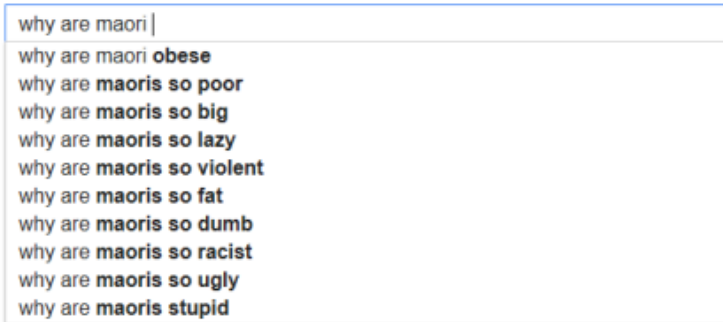 why are maori
why are maori obese
why are maoris so poor
why are maoris so big
why are maoris so lazy
why are maoris so violent
why are maoris so fat
why are maoris so dumb
why are maoris so racist
why are maoris so ugly
why are maoris stupid